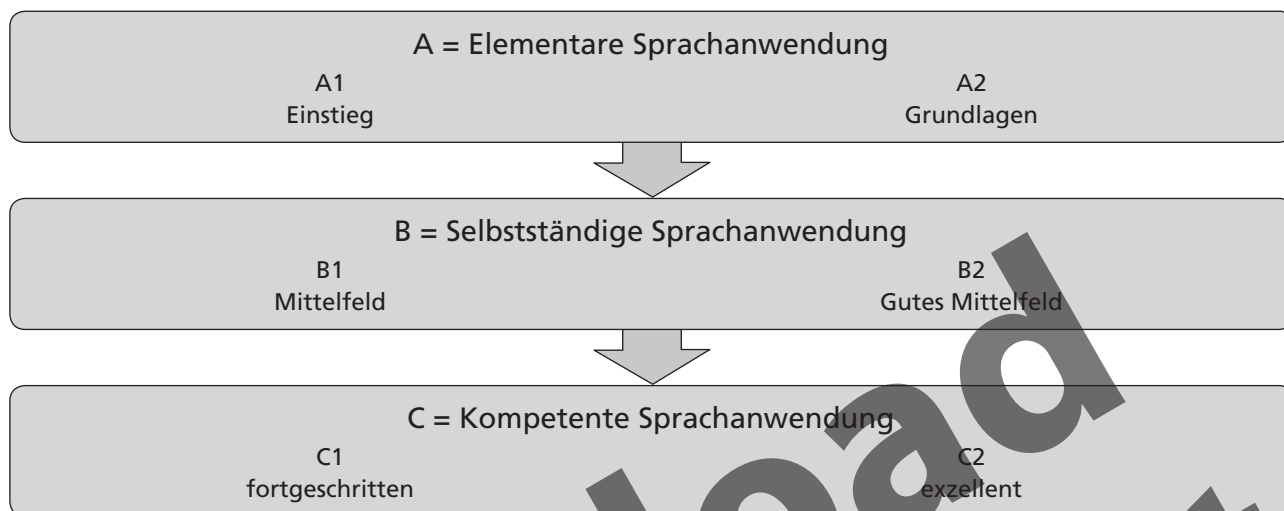 A = Elementare Sprachanwendung
A1 A2
Einstieg Grundlagen
B = Selbstständige Sprachanwendung
B1 B2
Mittelfeld Gutes Mittelfeld
C = Kompetente Sprachanwendung
C1 C2
fortgeschritten exzellent